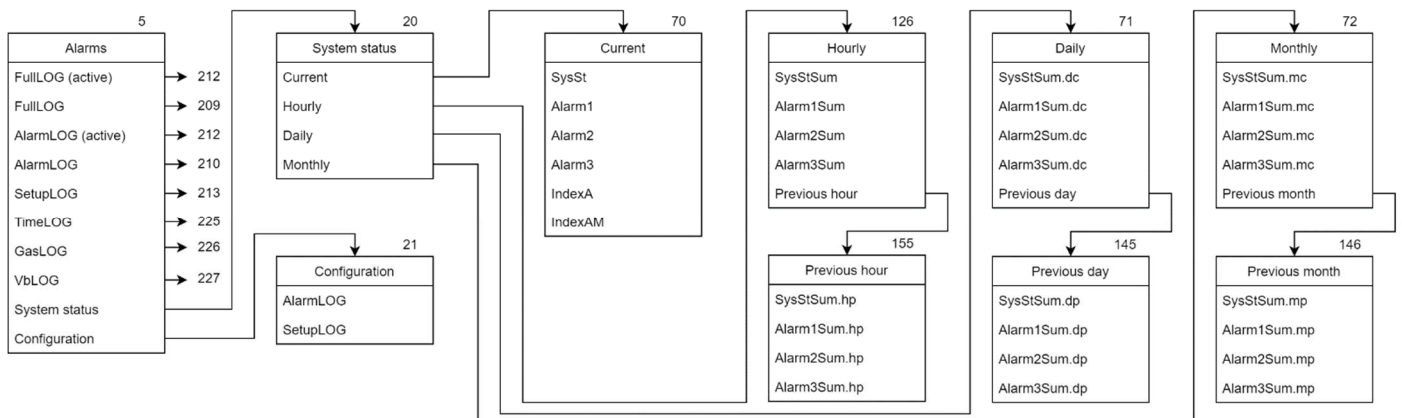 5
Alarms
FullLOG (active) 212
FullLOG 209
AlarmLOG (active) 212
AlarmLOG 210
SetupLOG 213
TimeLOG 225
GasLOG 226
VbLOG 227
System status
Configuration
20
System status
Current
Hourly
Daily
Monthly
21
Configuration
AlarmLOG
SetupLOG
70
Current
SysSt
Alarm1
Alarm2
Alarm3
IndexA
IndexAM
126
Hourly
SysStSum
Alarm1Sum
Alarm2Sum
Alarm3Sum
Previous hour
155
Previous hour
SysStSum.hp
Alarm1Sum.hp
Alarm2Sum.hp
Alarm3Sum.hp
71
Daily
SysStSum.dc
Alarm1Sum.dc
Alarm2Sum.dc
Alarm3Sum.dc
Previous day
145
Previous day
SysStSum.dp
Alarm1Sum.dp
Alarm2Sum.dp
Alarm3Sum.dp
72
Monthly
SysStSum.mc
Alarm1Sum.mc
Alarm2Sum.mc
Alarm3Sum.mc
Previous month
146
Previous month
SysStSum.mp
Alarm1Sum.mp
Alarm2Sum.mp
Alarm3Sum.mp